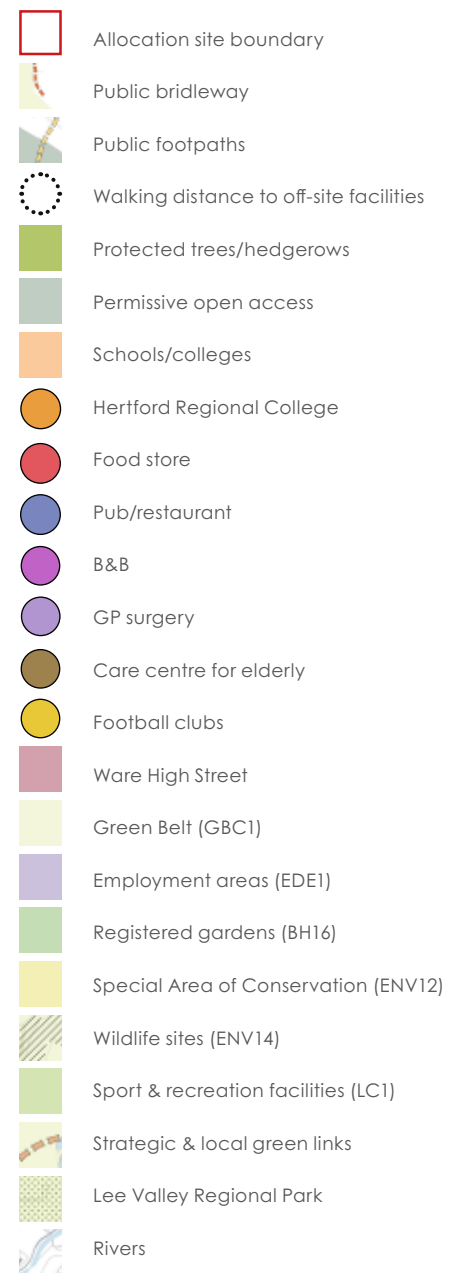 Allocation site boundary
Public bridleway
Public footpaths
Walking distance to off-site facilities
Protected trees/hedgerows
Permissive open access
Schools/colleges
Hertford Regional College
Food store
Pub/restaurant
B&B
GP surgery
Care centre for elderly
Football clubs
Ware High Street
Green Belt (GBC1)
Employment areas (EDE1)
Registered gardens (BH16)
Special Area of Conservation (ENV12)
Wildlife sites (ENV14)
Sport & recreation facilities (LC1)
Strategic & local green links
Lee Valley Regional Park
Rivers